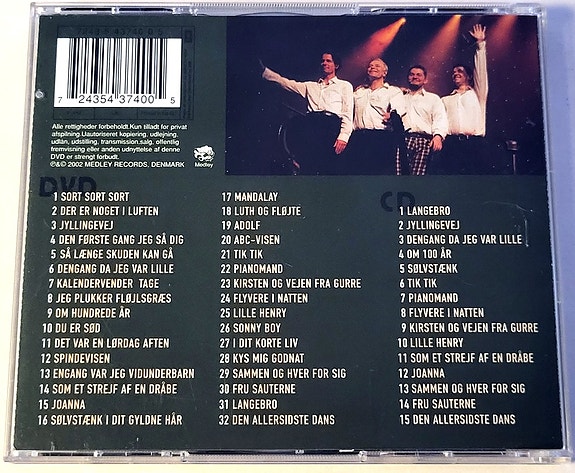 7 24354 37400 5
Alle rettigheder forbeholdt.Kun tilladt for privat
afspilning.Uautoriseret kopiering, udlejning,
udlån, udstilling, transmission,salg, offentlig
fremvisning eller anden udnyttelse af denne
DVD er strengt forbudt.
℗&© 2002 MEDLEY RECORDS, DENMARK
Medley
DVD
1 SORT SORT SORT
2 DER ER NOGET I LUFTEN
3 JYLLINGEVEJ
4 DEN FØRSTE GANG JEG SÅ DIG
5 SÅ LÆNGE SKUDEN KAN GÅ
6 DENGANG DA JEG VAR LILLE
7 KALENDERVENDER TAGE
8 JEG PLUKKER FLØJLSGRÆS
9 OM HUNDREDE ÅR
10 DU ER SØD
11 DET VAR EN LØRDAG AFTEN
12 SPINDEVISEN
13 ENGANG VAR JEG VIDUNDERBARN
14 SOM ET STREJF AF EN DRÅBE
15 JOANNA
16 SØLVSTÆNK I DIT GYLDNE HÅR
17 MANDALAY
18 LUTH OG FLØJTE
19 ADOLF
20 ABC-VISEN
21 TIK TIK
22 PIANOMAND
23 KIRSTEN OG VEJEN FRA GURRE
24 FLYVERE I NATTEN
25 LILLE HENRY
26 SONNY BOY
27 I DIT KORTE LIV
28 KYS MIG GODNAT
29 SAMMEN OG HVER FOR SIG
30 FRU SAUTERNE
31 LANGEBRO
32 DEN ALLERSIDSTE DANS
CD
1 LANGEBRO
2 JYLLINGEVEJ
3 DENGANG DA JEG VAR LILLE
4 OM 100 ÅR
5 SØLVSTÆNK
6 TIK TIK
7 PIANOMAND
8 FLYVERE I NATTEN
9 KIRSTEN OG VEJEN FRA GURRE
10 LILLE HENRY
11 SOM ET STREJF AF EN DRÅBE
12 JOANNA
13 SAMMEN OG HVER FOR SIG
14 FRU SAUTERNE
15 DEN ALLERSIDSTE DANS